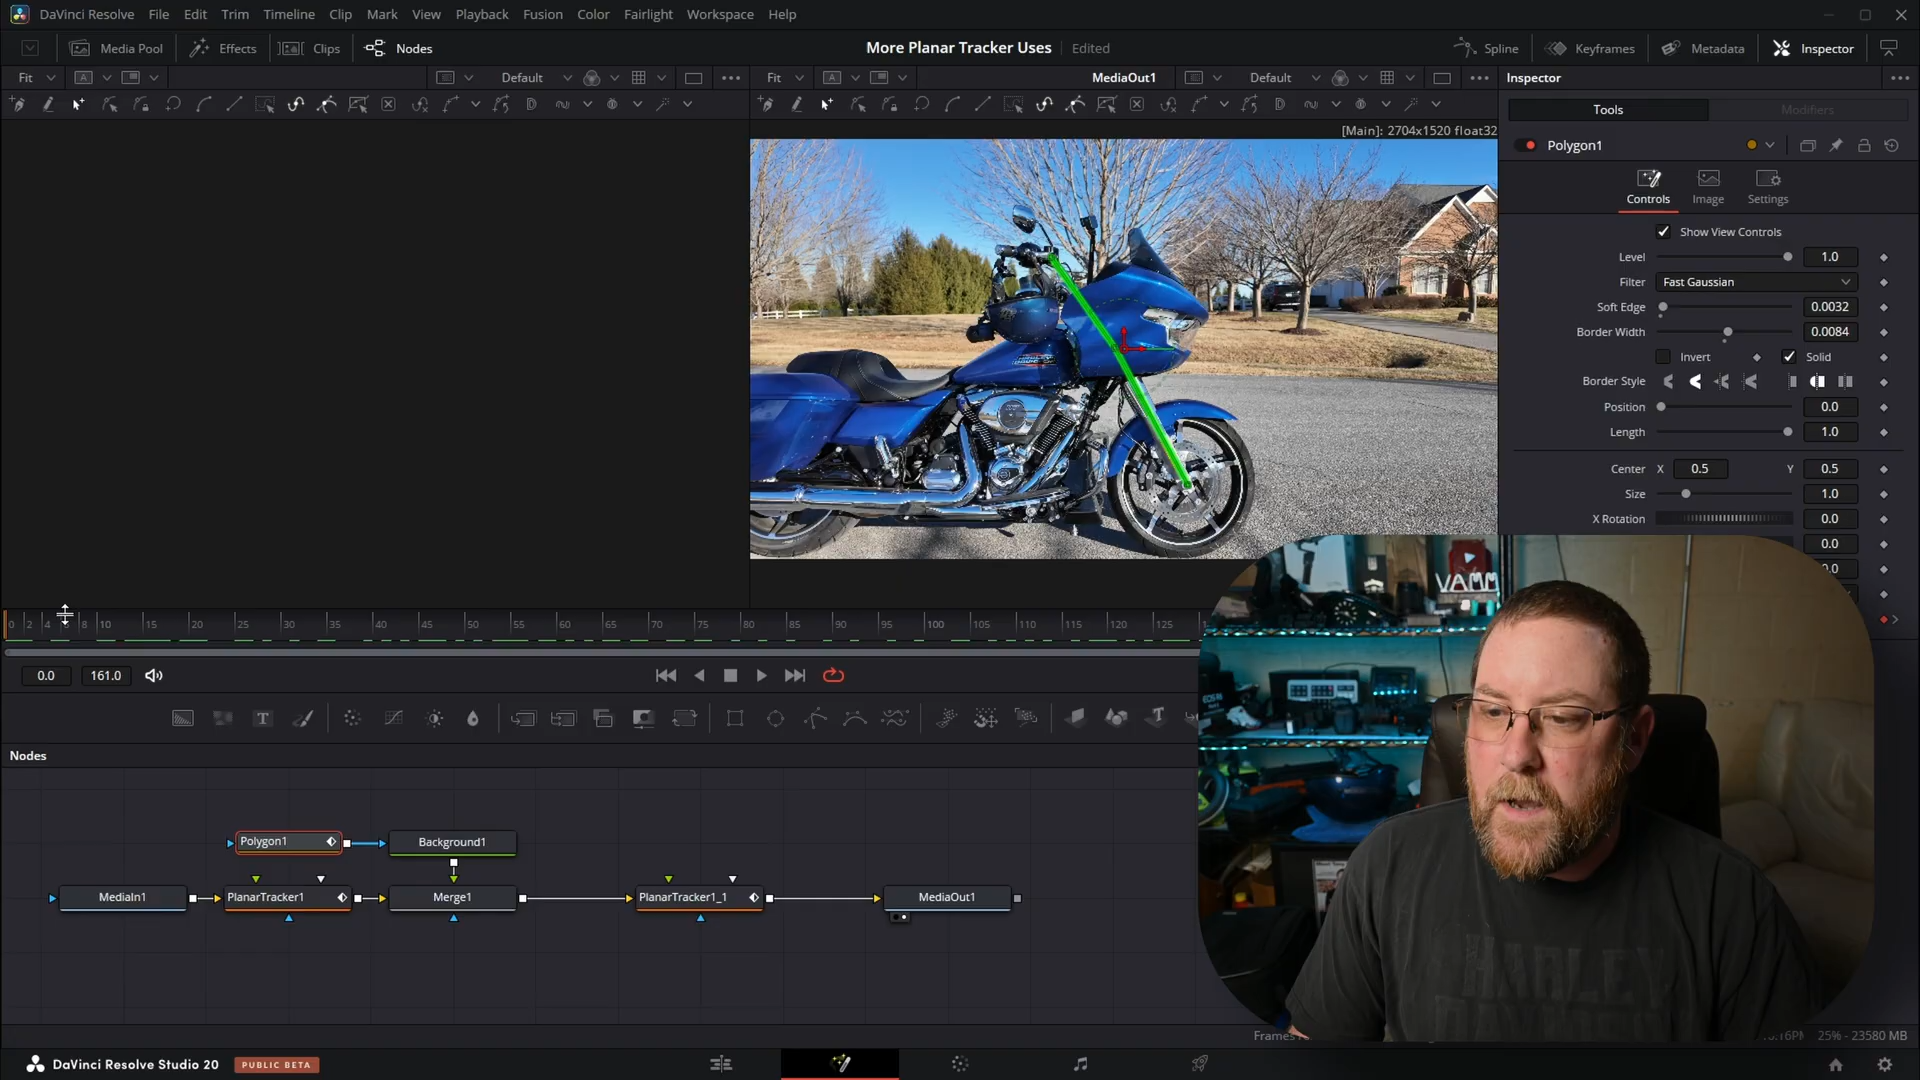 DaVinci Resolve File Edit Trim Timeline Clip Mark View Playback Fusion Color Fairlight Workspace Help
Media Pool Effects Clips Nodes More Planar Tracker Uses Edited Spline Keyframes Metadata Inspector
Fit Default Fit MediaOut1 Default Inspector
Tools Modifiers
[Main]: 2704x1520 float32
Polygon1
Controls Image Settings
Show View Controls
Level 1.0
Filter Fast Gaussian
Soft Edge 0.0032
Border Width 0.0084
Invert Solid
Border Style
Position 0.0
Length 1.0
Center X 0.5 Y 0.5
Size 1.0
X Rotation 0.0
0.0
0 2 4 8 10 15 20 25 30 35 40 45 50 55 60 65 70 75 80 85 90 95 100 105 110 115 120 125
0.0 161.0
VAMM
Nodes
Polygon1 Background1
MediaIn1 PlanarTracker1 Merge1 PlanarTracker1_1 MediaOut1
HARLEY
25% - 23580 MB
DaVinci Resolve Studio 20 PUBLIC BETA